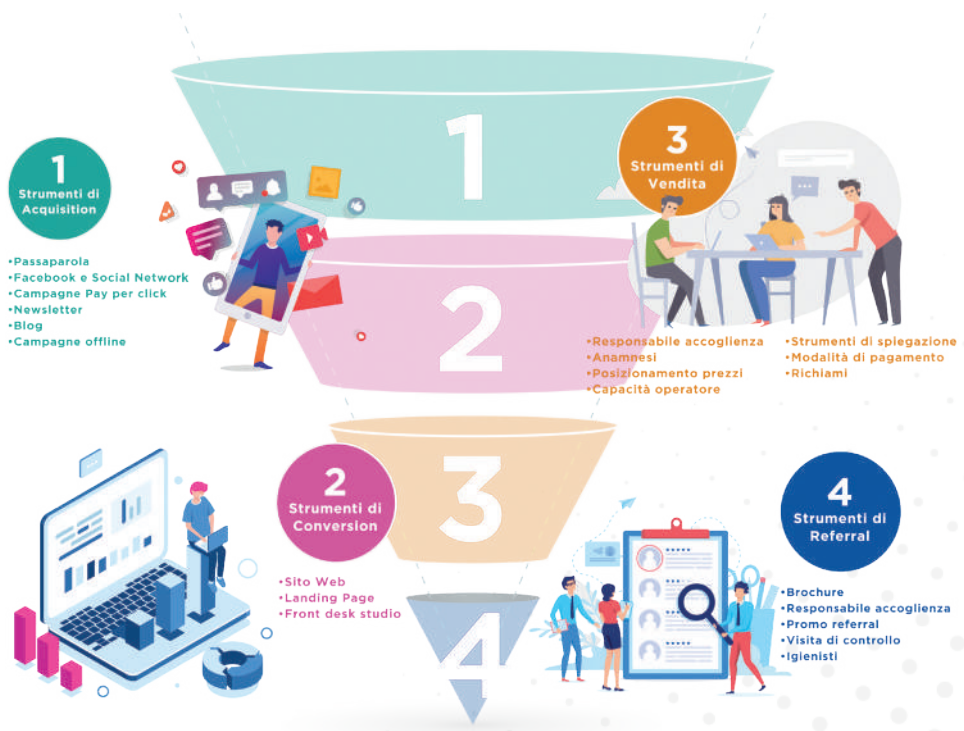 1
Strumenti di
Acquisition
•Passaparola
•Facebook e Social Network
•Campagne Pay per click
•Newsletter
•Blog
•Campagne offline
1
2
3
4
3
Strumenti di
Vendita
•Responsabile accoglienza
•Anamnesi
•Posizionamento prezzi
•Capacità operatore
•Strumenti di spiegazione
•Modalità di pagamento
•Richiami
2
Strumenti di
Conversion
•Sito Web
•Landing Page
•Front desk studio
4
Strumenti di
Referral
•Brochure
•Responsabile accoglienza
•Promo referral
•Visita di controllo
•Igienisti